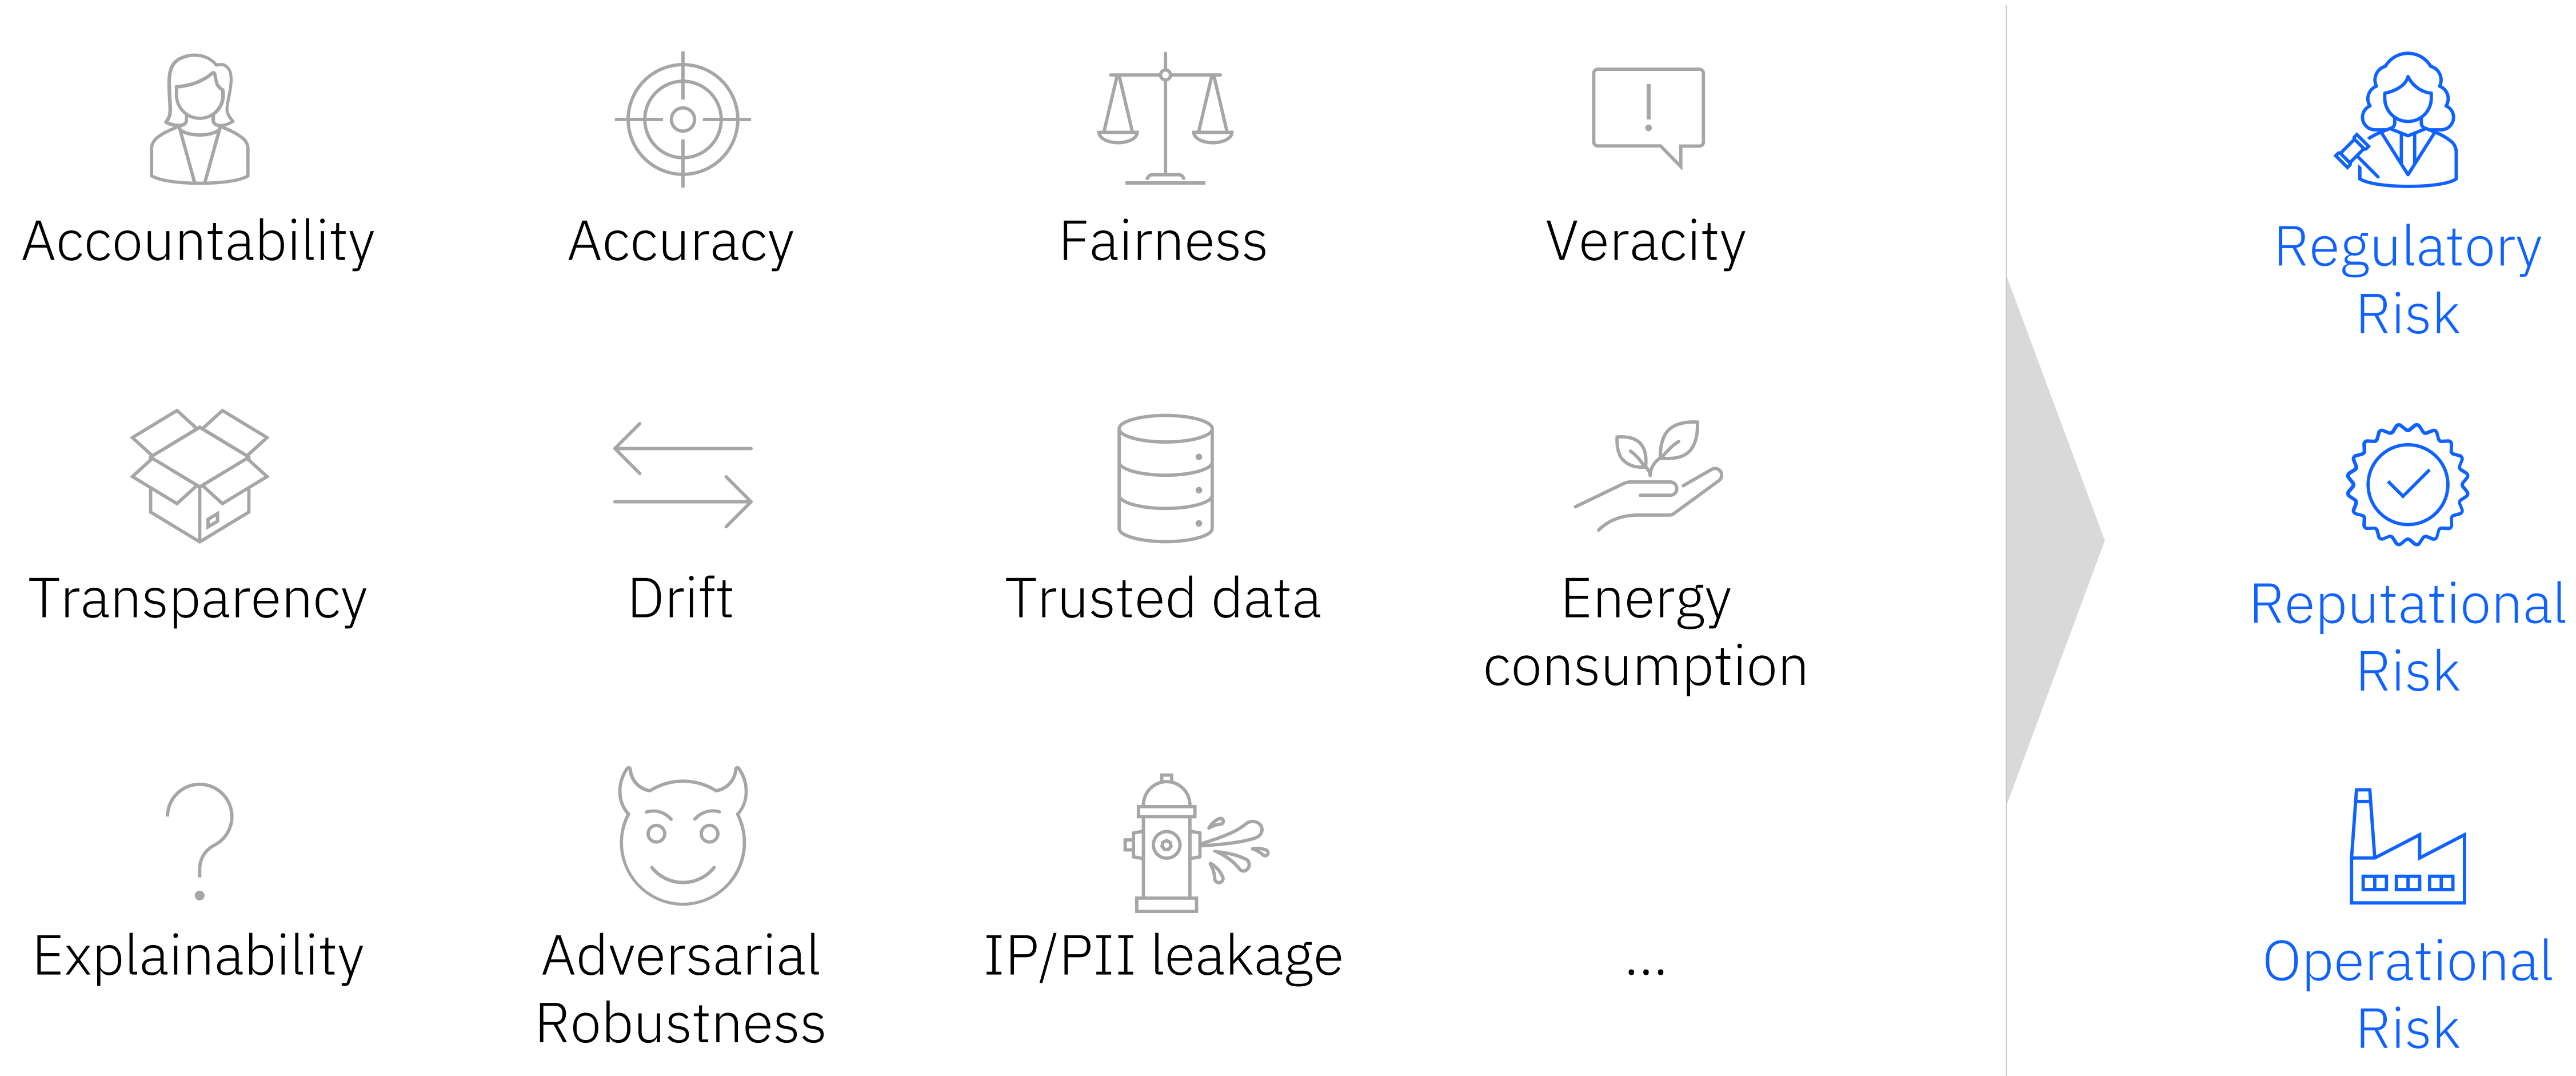 Accountability
Accuracy
Fairness
Veracity
Regulatory
Risk
Transparency
Drift
Trusted data
Energy
consumption
Reputational
Risk
Explainability
Adversarial
Robustness
IP/PII leakage
...
Operational
Risk